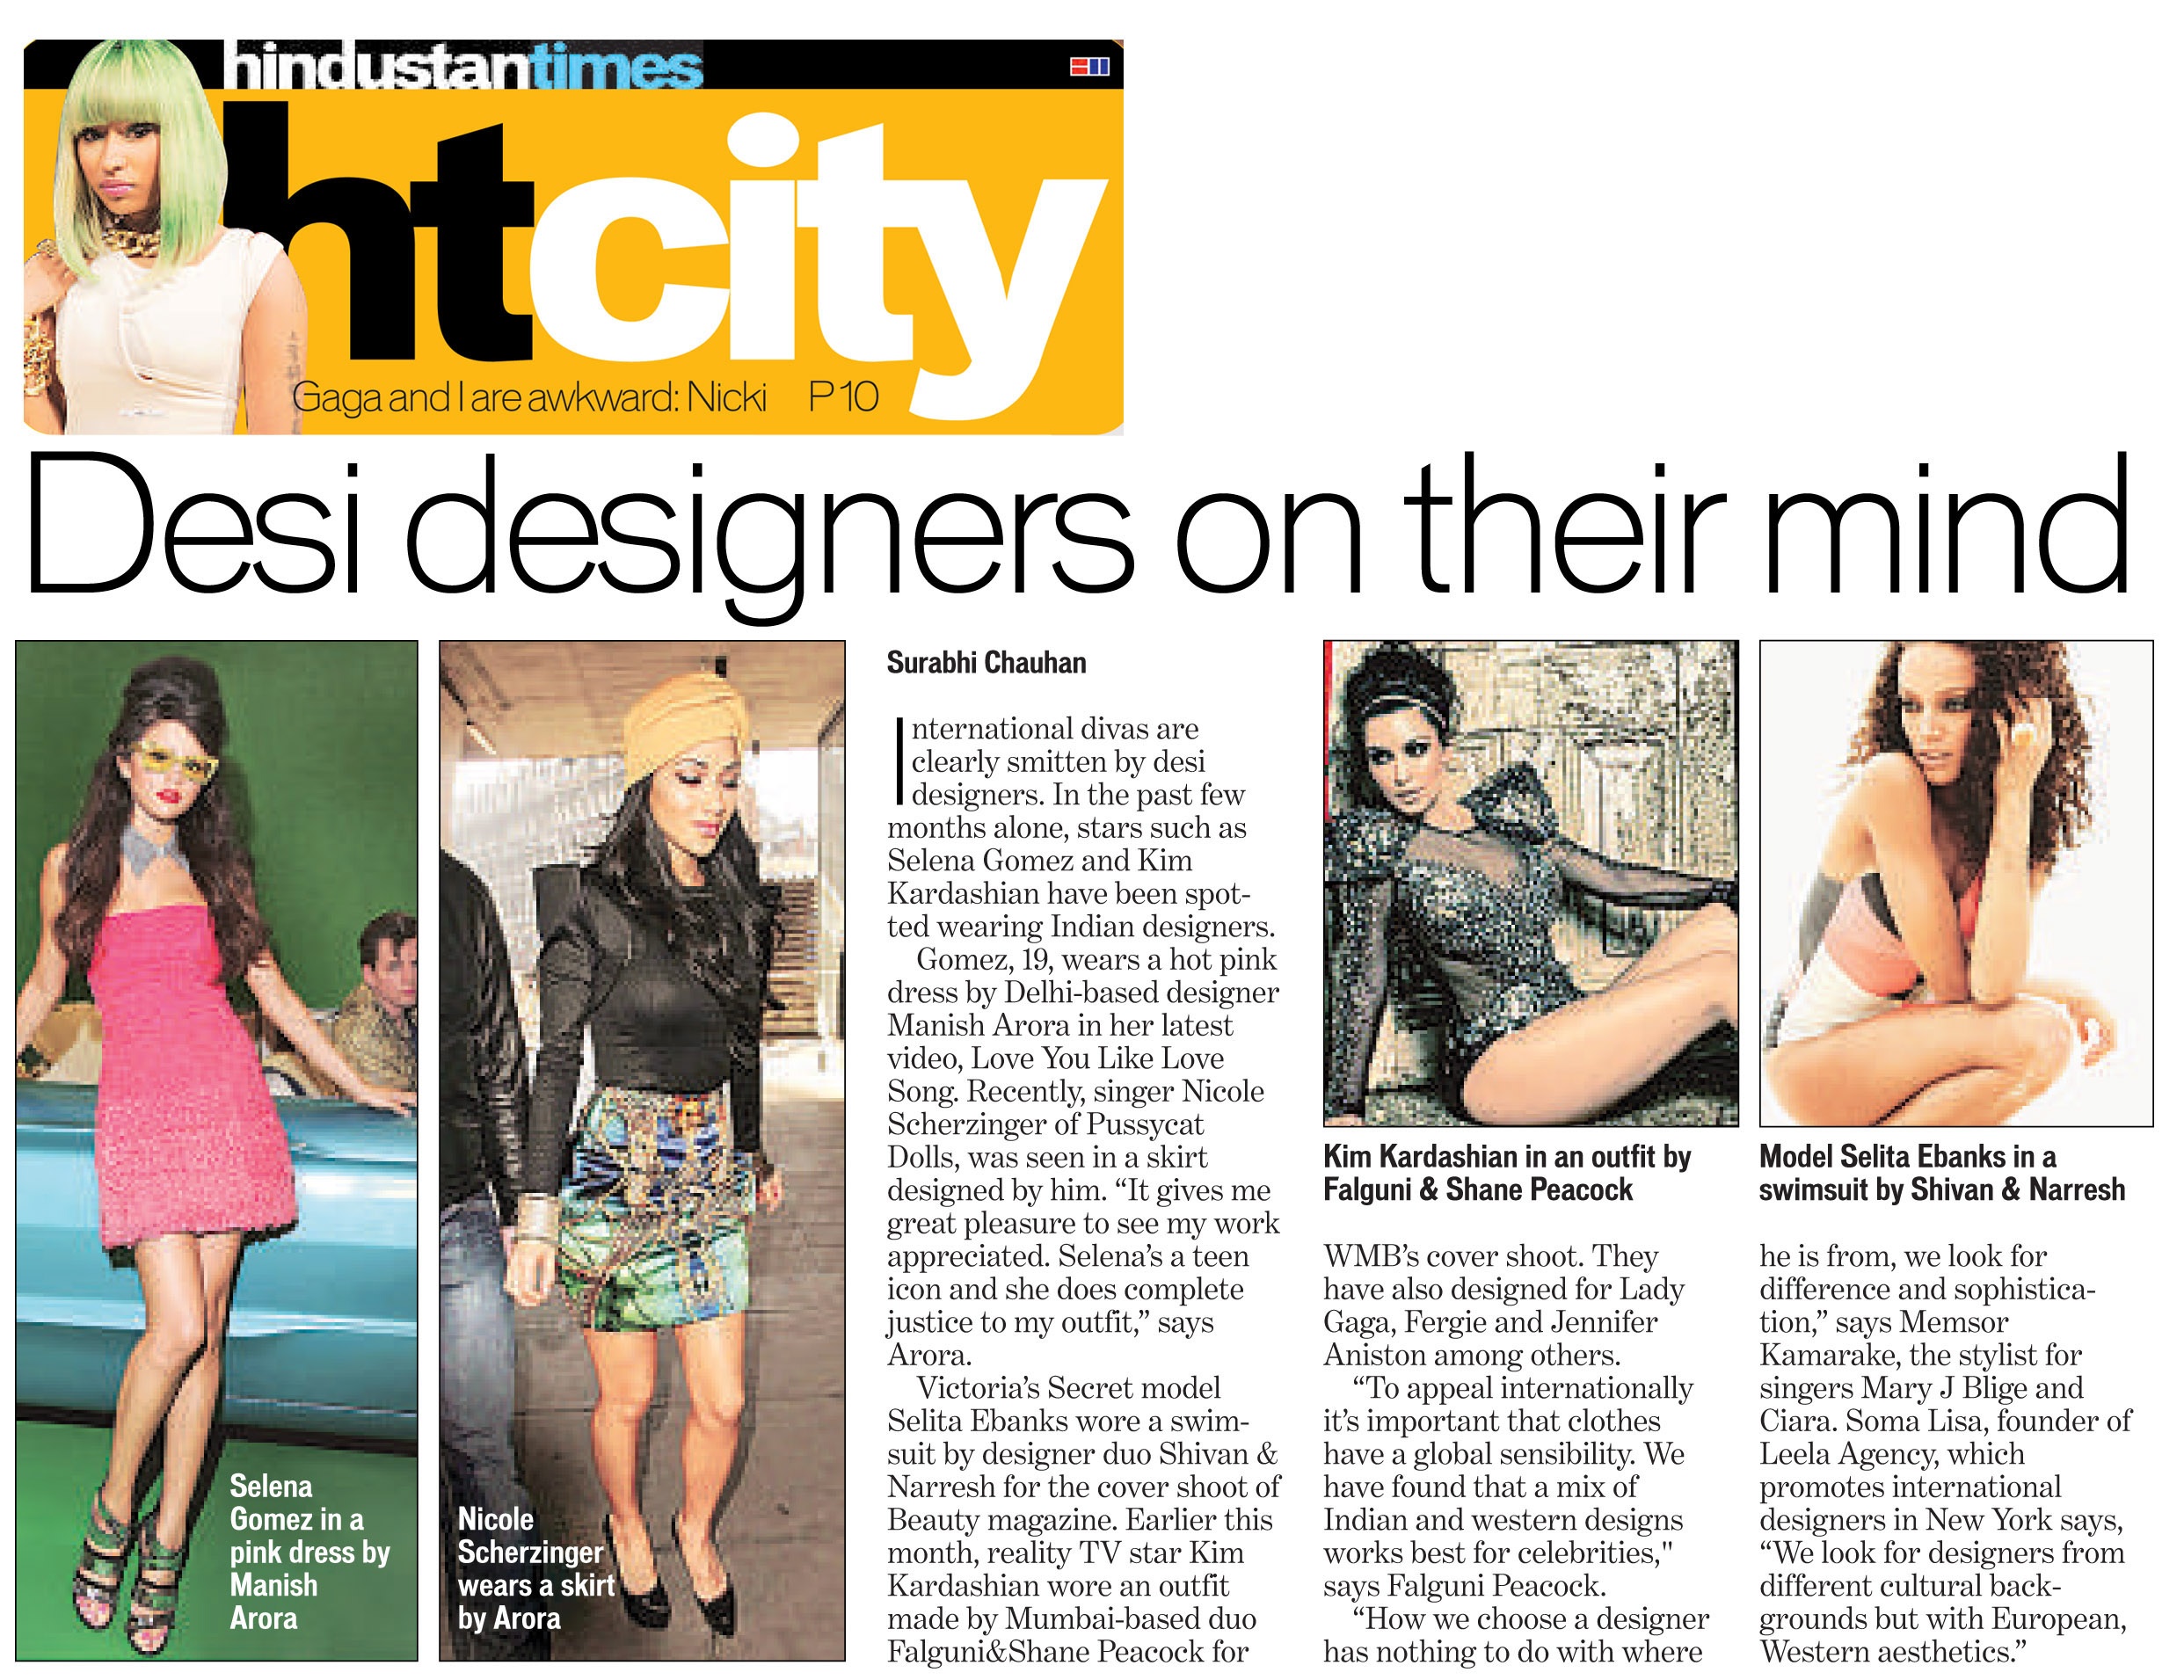 hindustantimes
htcity
Gaga and I are awkward: Nicki P 10
Desi designers on their mind
Selena
Gomez in a
pink dress by
Manish
Arora
Nicole
Scherzinger
wears a skirt
by Arora
Surabhi Chauhan
International divas are
clearly smitten by desi
designers. In the past few
months alone, stars such as
Selena Gomez and Kim
Kardashian have been spot-
ted wearing Indian designers.
Gomez, 19, wears a hot pink
dress by Delhi-based designer
Manish Arora in her latest
video, Love You Like Love
Song. Recently, singer Nicole
Scherzinger of Pussycat
Dolls, was seen in a skirt
designed by him. “It gives me
great pleasure to see my work
appreciated. Selena’s a teen
icon and she does complete
justice to my outfit,” says
Arora.
Victoria’s Secret model
Selita Ebanks wore a swim-
suit by designer duo Shivan &
Narresh for the cover shoot of
Beauty magazine. Earlier this
month, reality TV star Kim
Kardashian wore an outfit
made by Mumbai-based duo
Falguni&Shane Peacock for
Kim Kardashian in an outfit by
Falguni & Shane Peacock
WMB’s cover shoot. They
have also designed for Lady
Gaga, Fergie and Jennifer
Aniston among others.
“To appeal internationally
it’s important that clothes
have a global sensibility. We
have found that a mix of
Indian and western designs
works best for celebrities,"
says Falguni Peacock.
“How we choose a designer
has nothing to do with where
Model Selita Ebanks in a
swimsuit by Shivan & Narresh
he is from, we look for
difference and sophistica-
tion,” says Memsor
Kamarake, the stylist for
singers Mary J Blige and
Ciara. Soma Lisa, founder of
Leela Agency, which
promotes international
designers in New York says,
“We look for designers from
different cultural back-
grounds but with European,
Western aesthetics.”